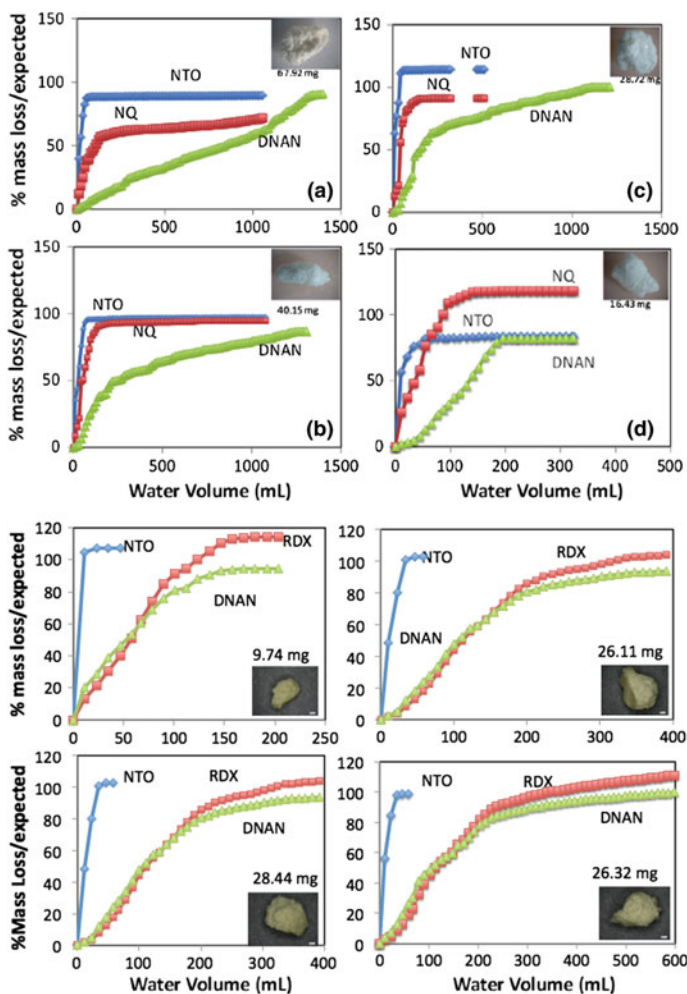 % mass loss/expected
150
100
50
0
NTO
NQ
DNAN
67.92 mg
(a)
0
500
1000
1500
150
100
50
0
NTO
NQ
DNAN
28.72 mg
(c)
0
500
1000
1500
% mass loss/expected
150
100
50
0
NTO
NQ
DNAN
40.15 mg
(b)
0
500
1000
1500
Water Volume (mL)
150
100
50
0
NQ
NTO
DNAN
16.43 mg
(d)
0
100
200
300
400
500
Water Volume (mL)
% mass loss/expected
120
100
80
60
40
20
0
NTO
RDX
DNAN
9.74 mg
0
50
100
150
200
250
120
100
80
60
40
20
0
NTO
RDX
DNAN
26.11 mg
0
100
200
300
400
%Mass Loss/expected
120
100
80
60
40
20
0
NTO
RDX
DNAN
28.44 mg
0
100
200
300
400
Water Volume (mL)
120
100
80
60
40
20
0
NTO
RDX
DNAN
26.32 mg
0
100
200
300
400
500
600
Water Volume (mL)